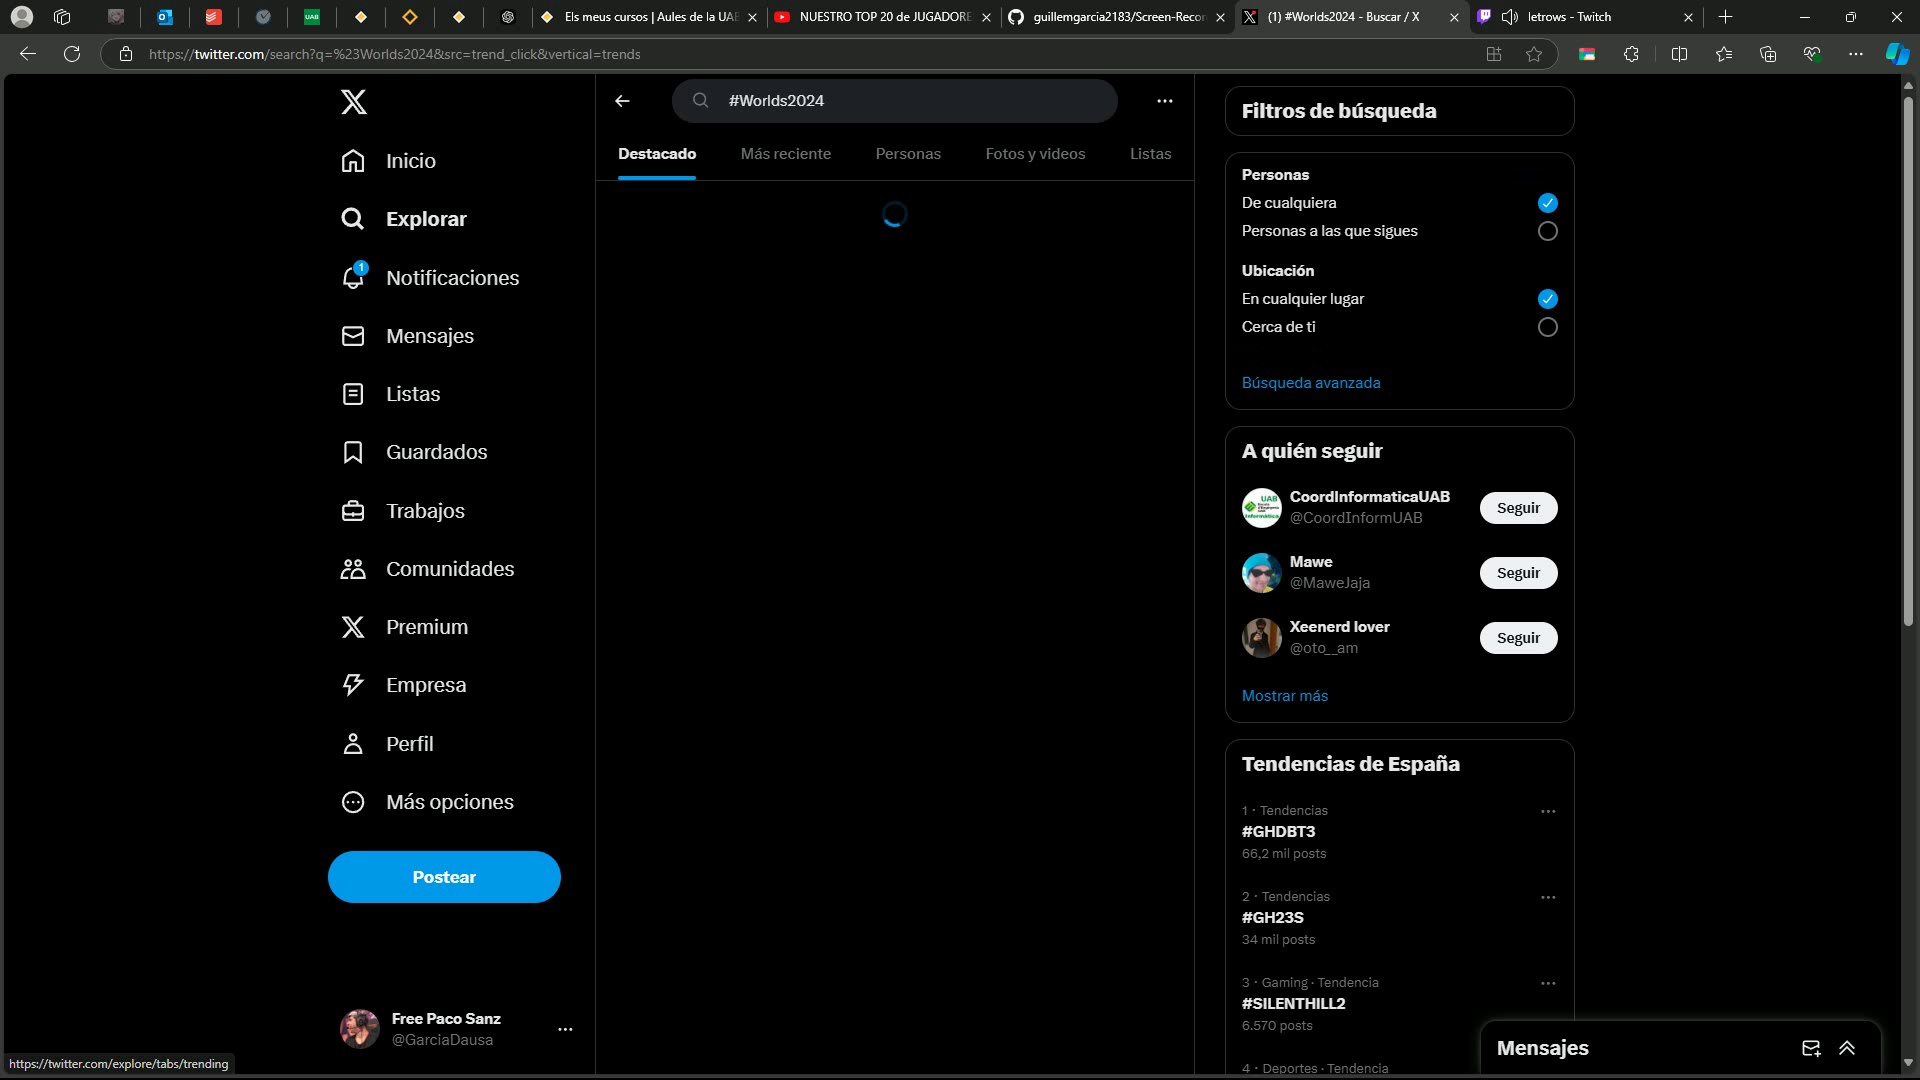 Els meus cursos | Aules de la UAB
NUESTRO TOP 20 de JUGADORE
guillemgarcia2183/Screen-Recor
(1) #Worlds2024 - Buscar / X
letrows - Twitch
https://twitter.com/search?q=%23Worlds2024&src=trend_click&vertical=trends
#Worlds2024
Destacado
Más reciente
Personas
Fotos y videos
Listas
Inicio
Explorar
1
Notificaciones
Mensajes
Listas
Guardados
Trabajos
Comunidades
Premium
Empresa
Perfil
Más opciones
Postear
Free Paco Sanz
@GarciaDausa
https://twitter.com/explore/tabs/trending
Filtros de búsqueda
Personas
De cualquiera
Personas a las que sigues
Ubicación
En cualquier lugar
Cerca de ti
Búsqueda avanzada
A quién seguir
CoordInformaticaUAB
@CoordInformUAB
Seguir
Mawe
@MaweJaja
Seguir
Xeenerd lover
@oto__am
Seguir
Mostrar más
Tendencias de España
1 · Tendencias
#GHDBT3
66,2 mil posts
2 · Tendencias
#GH23S
34 mil posts
3 · Gaming · Tendencia
#SILENTHILL2
6.570 posts
4 · Deportes · Tendencia
Mensajes